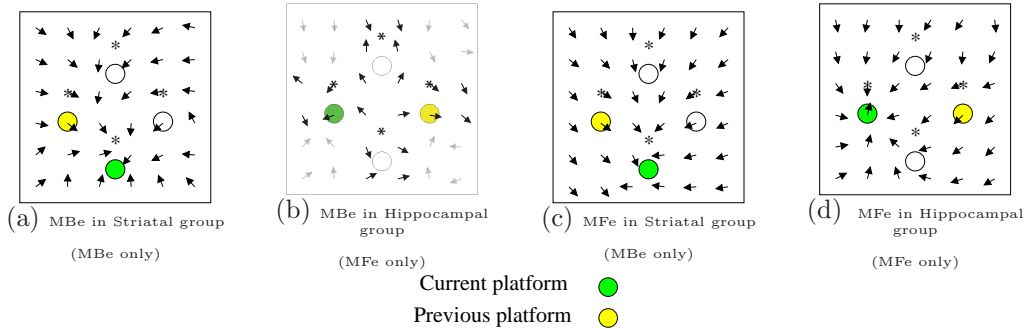 (a) MBe in Striatal group
(MBe only)
(b) MBe in Hippocampal
group
(MFe only)
(c) MFe in Striatal group
(MBe only)
(d) MFe in Hippocampal
group
(MFe only)
Current platform
Previous platform